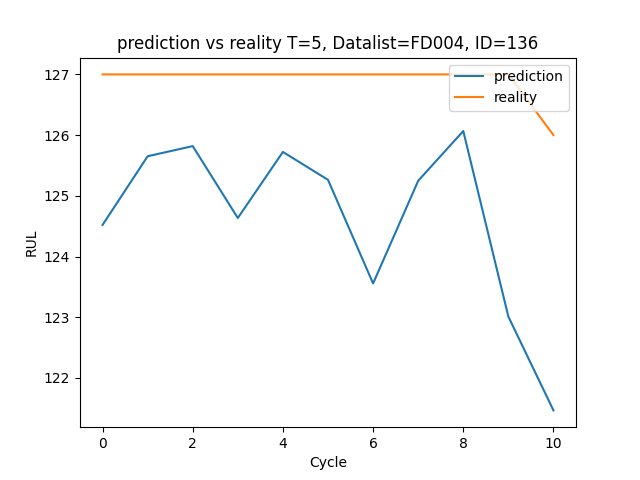 prediction vs reality T=5, Datalist=FD004, ID=136
127
prediction
reality
126
125
124
123
122
RUL
0 2 4 6 8 10
Cycle